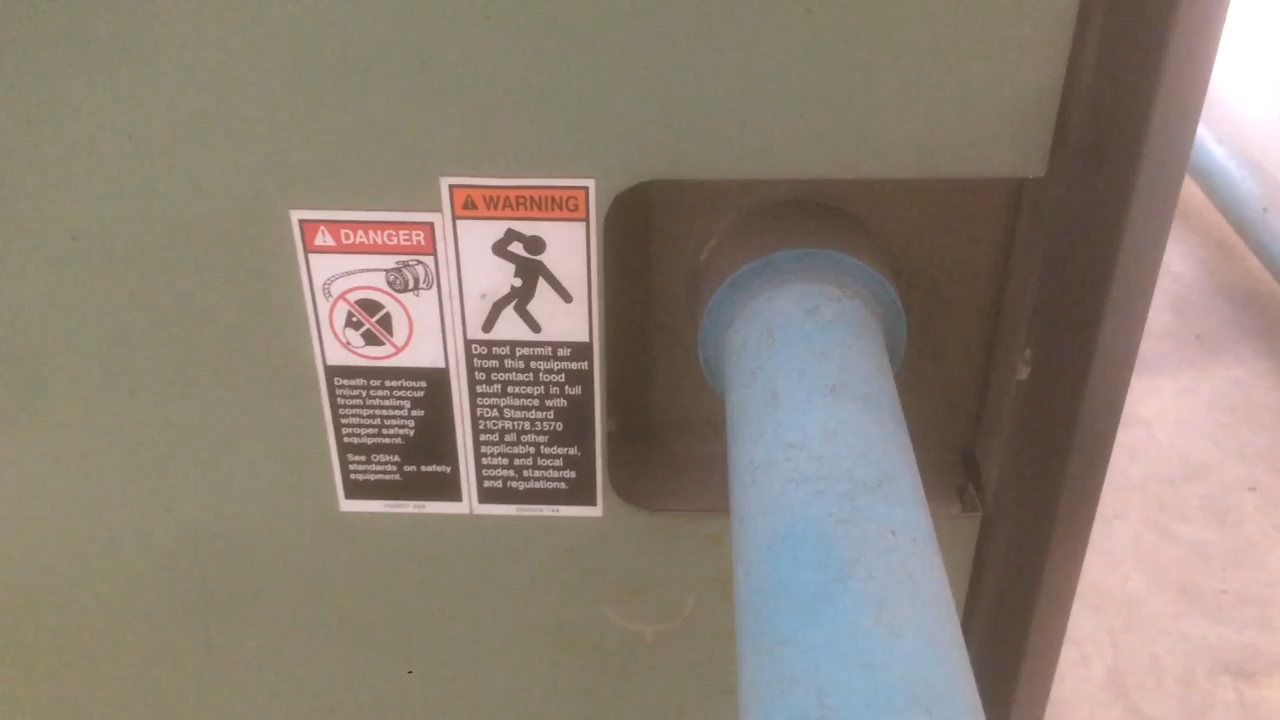 DANGER
Death or serious
injury can occur
from inhaling
compressed air
without using
proper safety
equipment.
See OSHA
standards on safety
equipment.
WARNING
Do not permit air
from this equipment
to contact food
stuff except in full
compliance with
FDA Standard
21CFR178.3570
and all other
applicable federal,
state and local
codes, standards
and regulations.